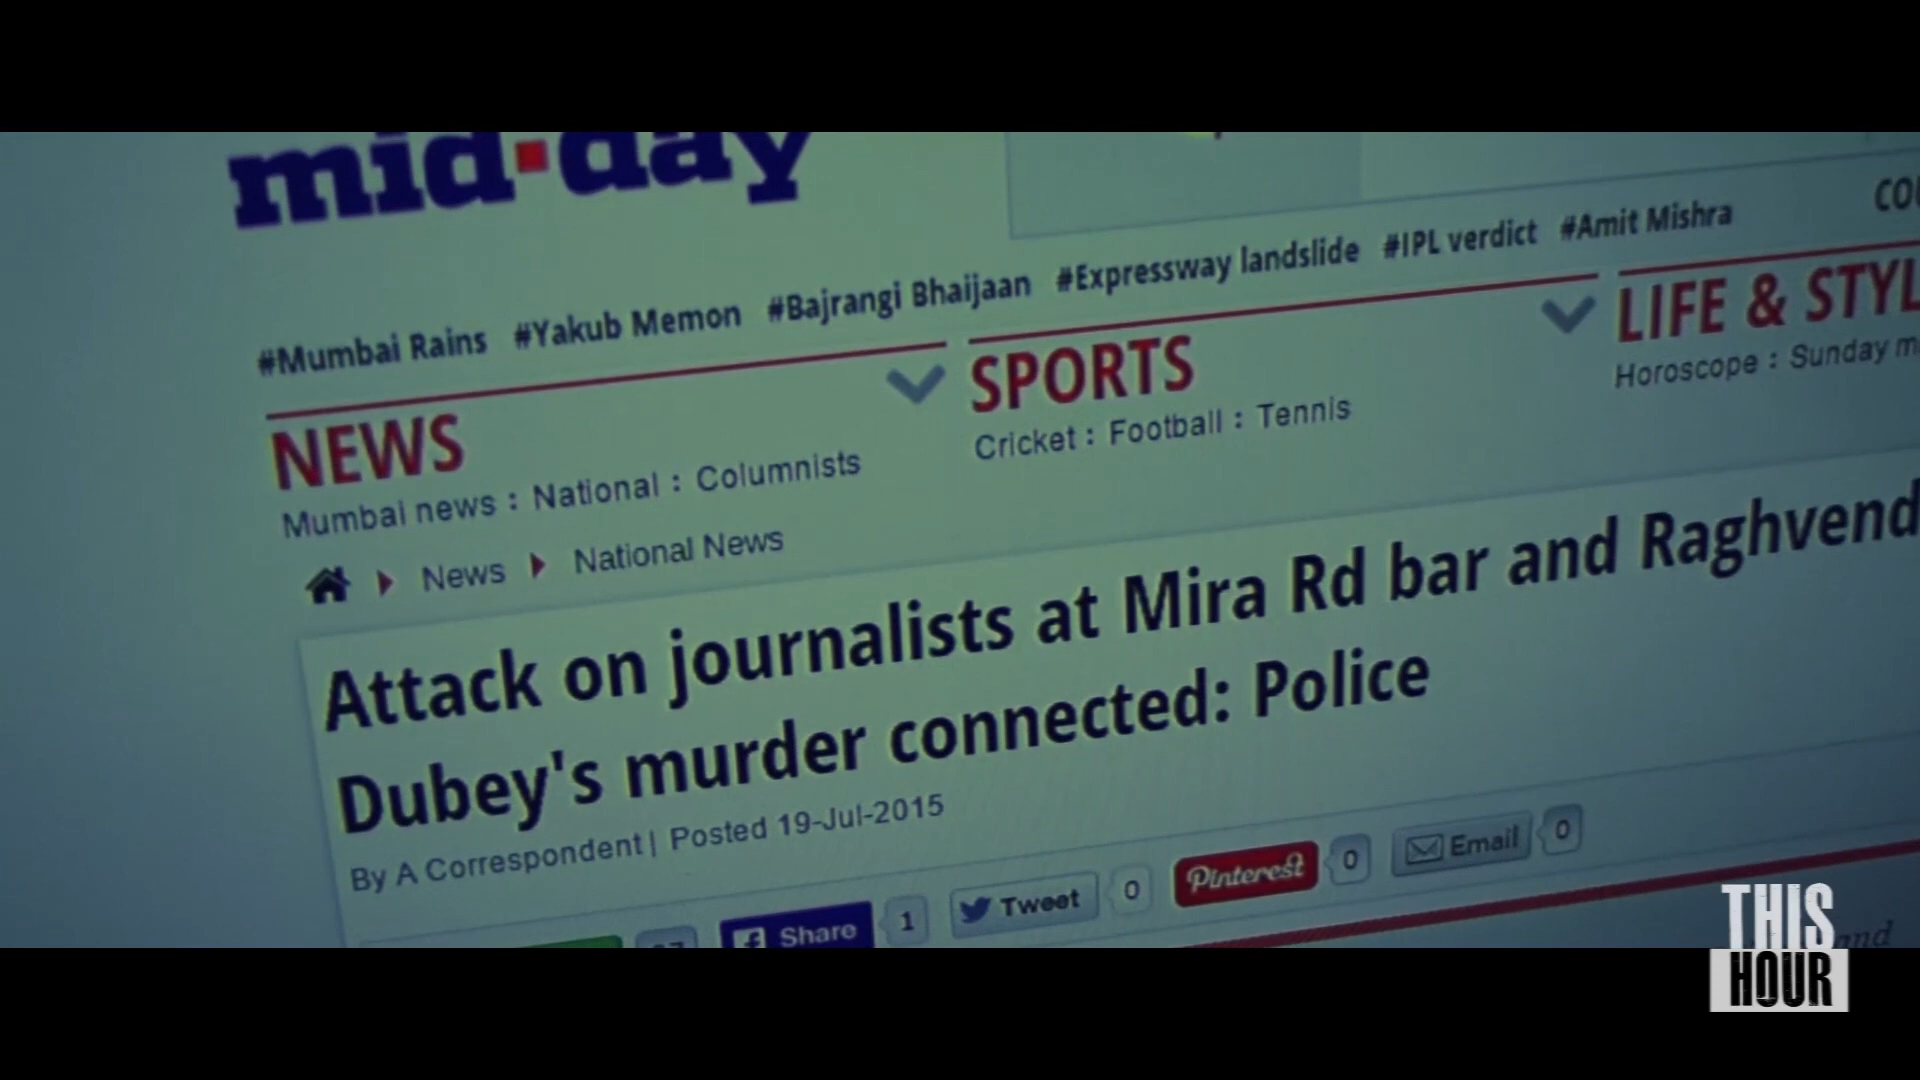 mid-day
#Mumbai Rains #Yakub Memon #Bajrangi Bhaijaan #Expressway landslide #IPL verdict #Amit Mishra
NEWS
Mumbai news : National : Columnists
SPORTS
Cricket : Football : Tennis
LIFE & STYL
Horoscope : Sunday
News National News
Attack on journalists at Mira Rd bar and Raghvend
Dubey's murder connected: Police
By A Correspondent | Posted 19-Jul-2015
Share 1 Tweet 0 Pinterest 0 Email 0
and
THIS
HOUR